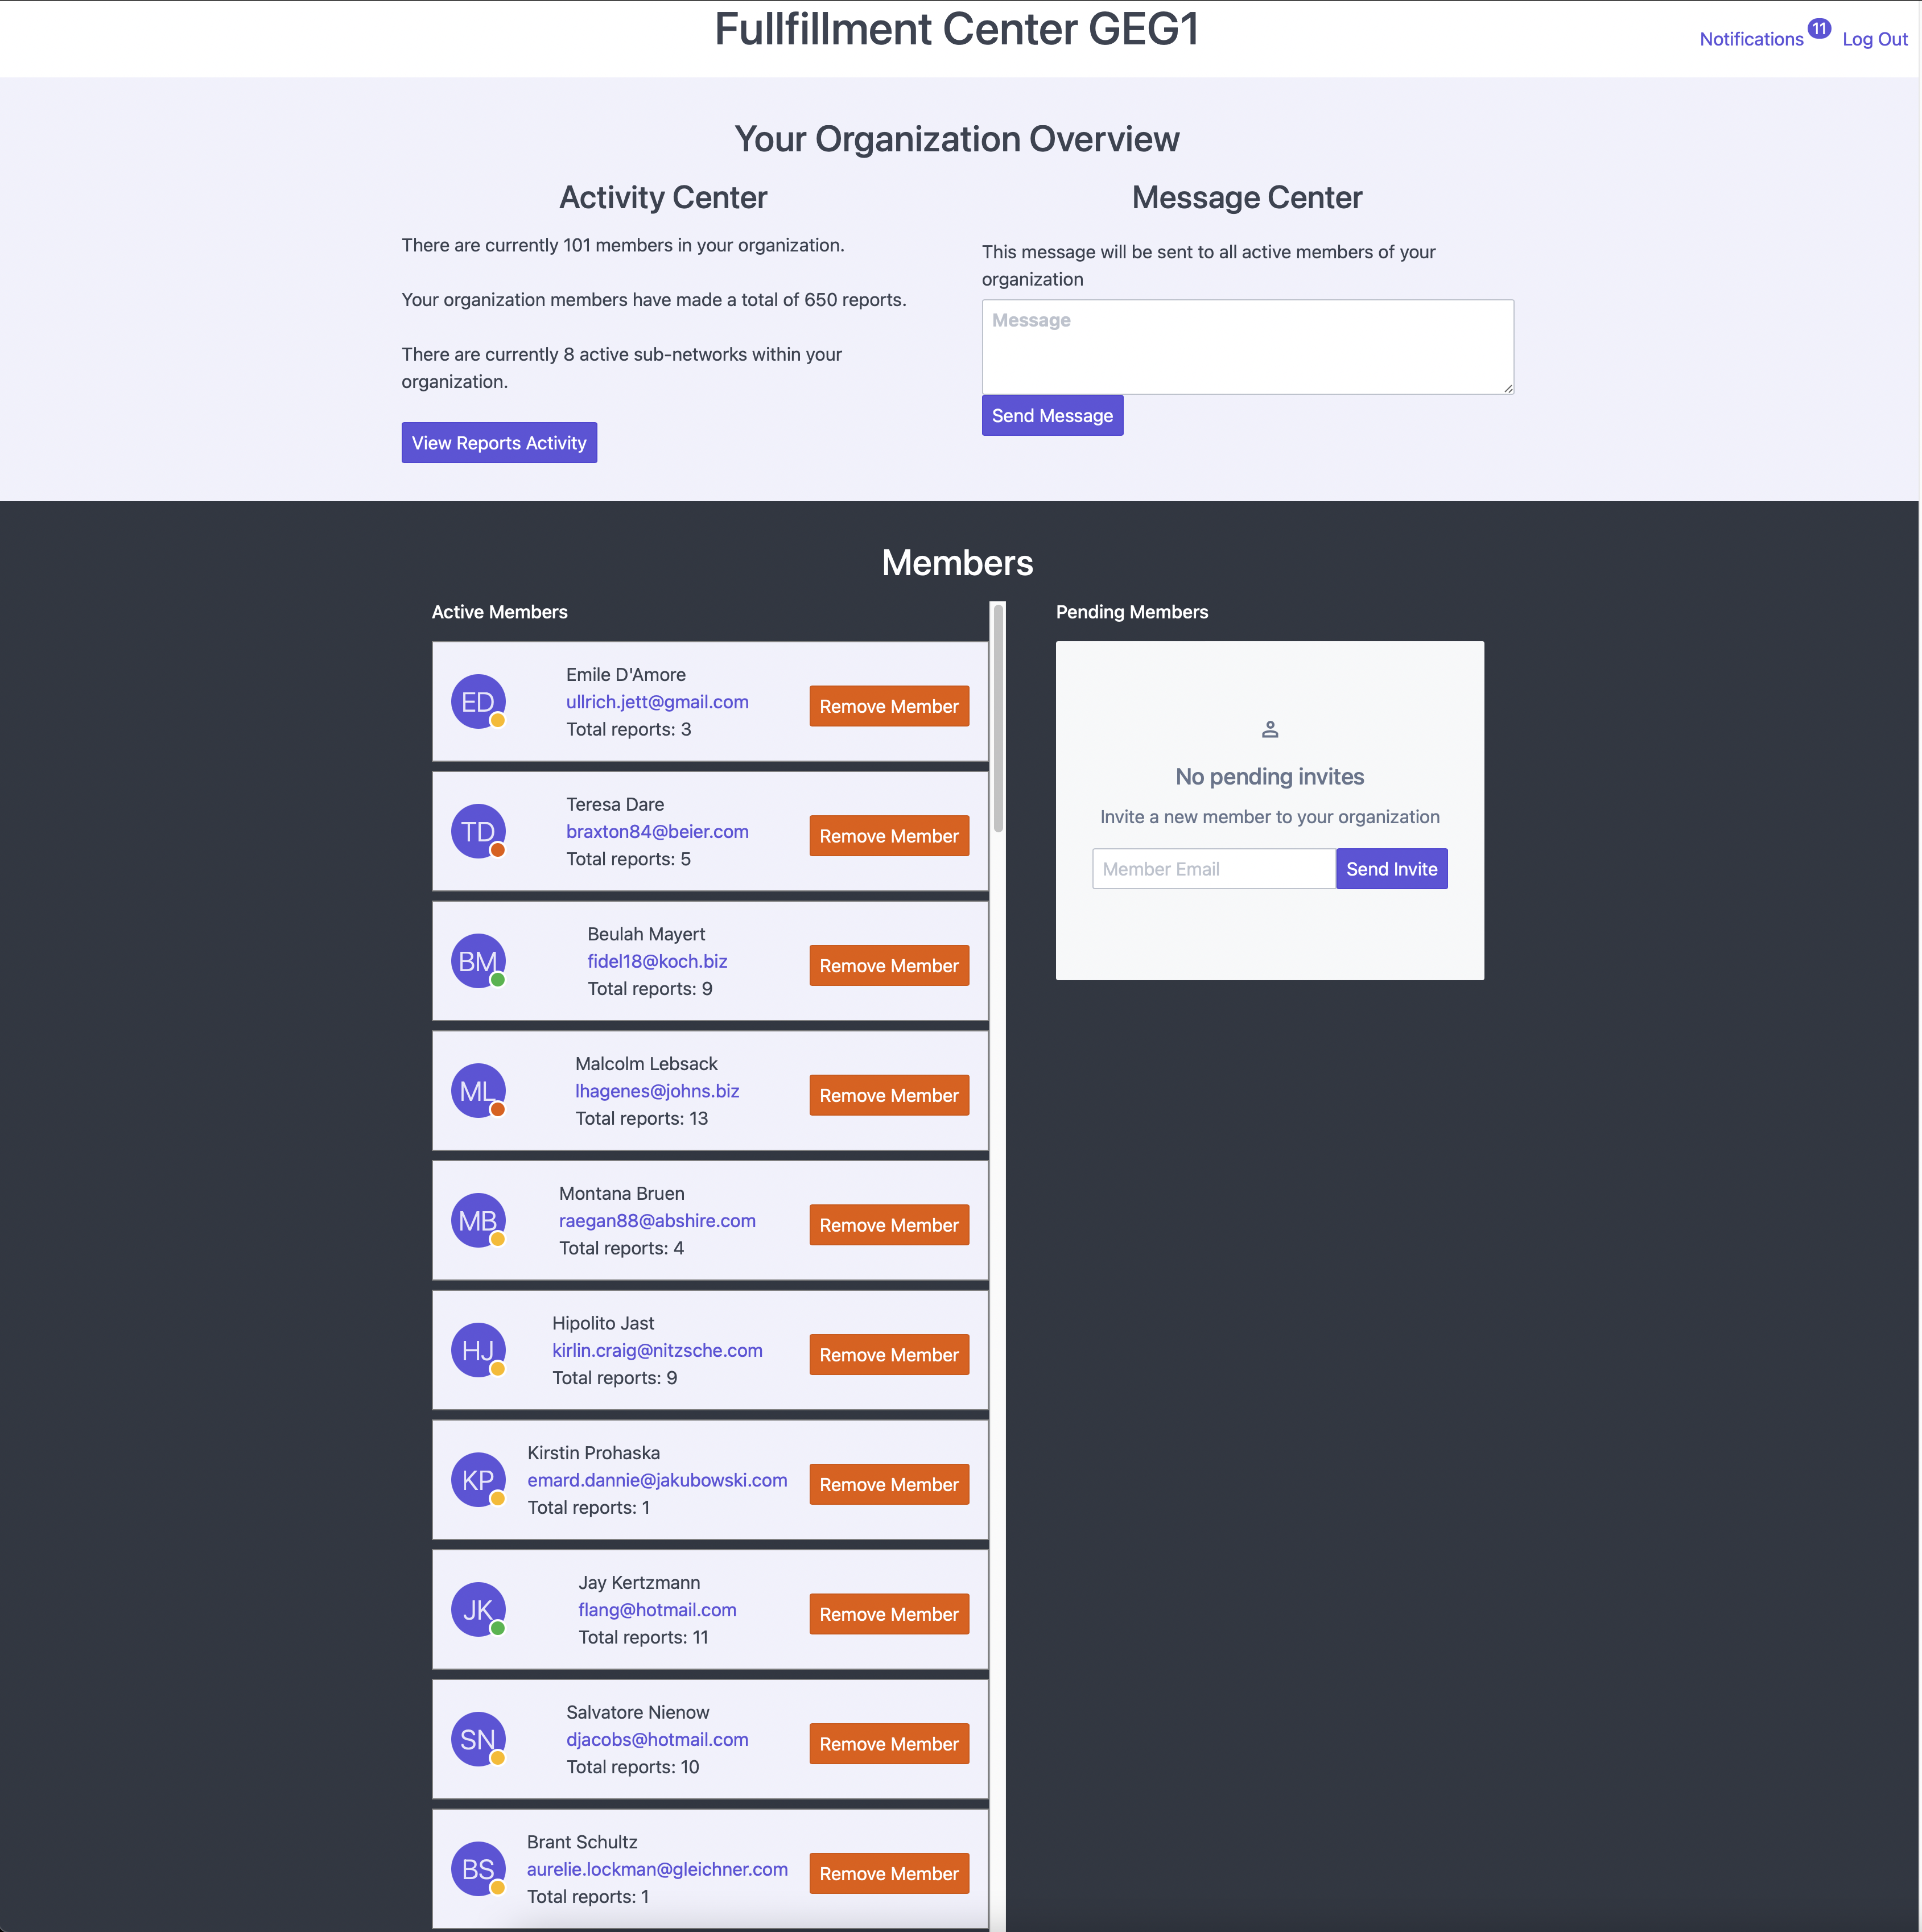 Fullfillment Center GEG1
Notifications 11 Log Out
Your Organization Overview
Activity Center
There are currently 101 members in your organization.
Your organization members have made a total of 650 reports.
There are currently 8 active sub-networks within your
organization.
View Reports Activity
Message Center
This message will be sent to all active members of your
organization
Message
Send Message
Members
Active Members
ED
Emile D'Amore
ullrich.jett@gmail.com
Total reports: 3
Remove Member
TD
Teresa Dare
braxton84@beier.com
Total reports: 5
Remove Member
BM
Beulah Mayert
fidel18@koch.biz
Total reports: 9
Remove Member
ML
Malcolm Lebsack
lhagenes@johns.biz
Total reports: 13
Remove Member
MB
Montana Bruen
raegan88@abshire.com
Total reports: 4
Remove Member
HJ
Hipolito Jast
kirlin.craig@nitzsche.com
Total reports: 9
Remove Member
KP
Kirstin Prohaska
emard.dannie@jakubowski.com
Total reports: 1
Remove Member
JK
Jay Kertzmann
flang@hotmail.com
Total reports: 11
Remove Member
SN
Salvatore Nienow
djacobs@hotmail.com
Total reports: 10
Remove Member
BS
Brant Schultz
aurelie.lockman@gleichner.com
Total reports: 1
Remove Member
Pending Members
No pending invites
Invite a new member to your organization
Member Email
Send Invite